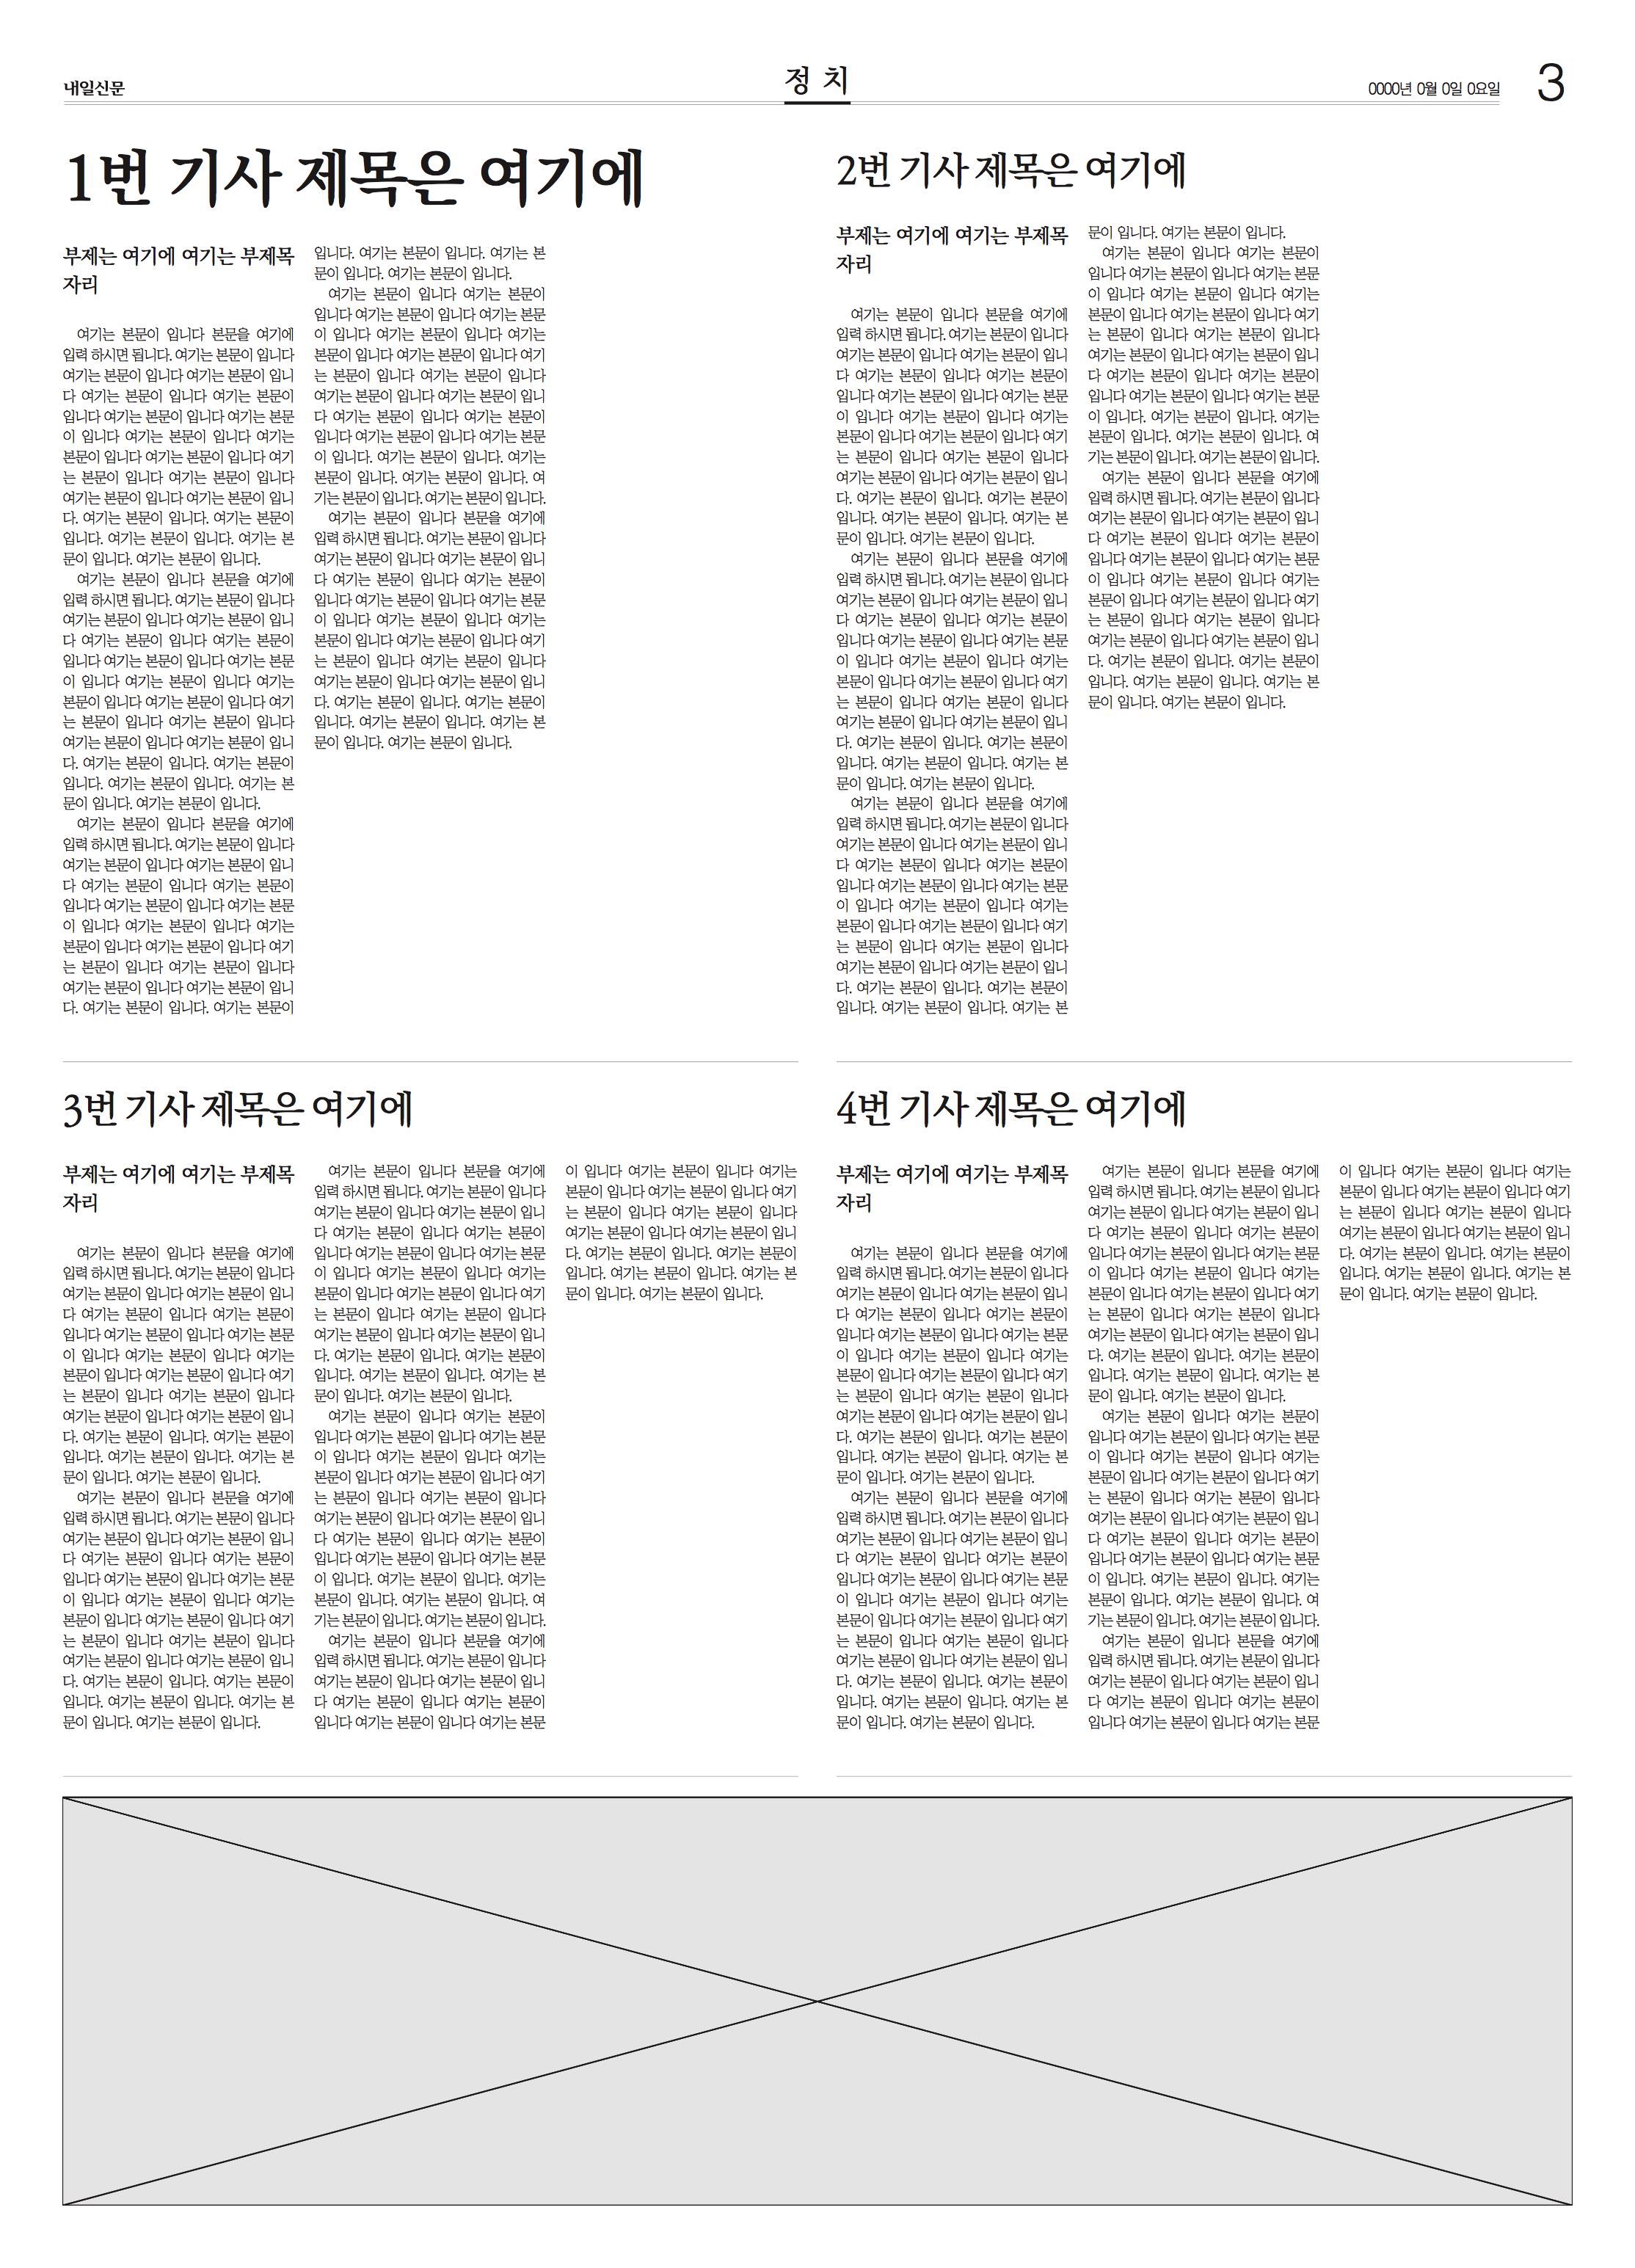 내일신문
정 치
0000년 0월 0일 0요일
3
1번 기사 제목은 여기에
부제는 여기에 여기는 부제목
자리
여기는 본문이 입니다 본문을 여기에
입력 하시면 됩니다. 여기는 본문이 입니다
여기는 본문이 입니다 여기는 본문이 입니
다 여기는 본문이 입니다 여기는 본문이
입니다 여기는 본문이 입니다 여기는 본문
이 입니다 여기는 본문이 입니다 여기는
본문이 입니다 여기는 본문이 입니다 여기
는 본문이 입니다 여기는 본문이 입니다
여기는 본문이 입니다 여기는 본문이 입니
다. 여기는 본문이 입니다. 여기는 본문이
입니다. 여기는 본문이 입니다. 여기는 본
문이 입니다. 여기는 본문이 입니다.
여기는 본문이 입니다 본문을 여기에
입력 하시면 됩니다. 여기는 본문이 입니다
여기는 본문이 입니다 여기는 본문이 입니
다 여기는 본문이 입니다 여기는 본문이
입니다 여기는 본문이 입니다 여기는 본문
이 입니다 여기는 본문이 입니다 여기는
본문이 입니다 여기는 본문이 입니다 여기
는 본문이 입니다 여기는 본문이 입니다
여기는 본문이 입니다 여기는 본문이 입니
다. 여기는 본문이 입니다. 여기는 본문이
입니다. 여기는 본문이 입니다. 여기는 본
문이 입니다. 여기는 본문이 입니다.
여기는 본문이 입니다 본문을 여기에
입력 하시면 됩니다. 여기는 본문이 입니다
여기는 본문이 입니다 여기는 본문이 입니
다 여기는 본문이 입니다 여기는 본문이
입니다 여기는 본문이 입니다 여기는 본문
이 입니다 여기는 본문이 입니다 여기는
본문이 입니다 여기는 본문이 입니다 여기
는 본문이 입니다 여기는 본문이 입니다
여기는 본문이 입니다 여기는 본문이 입니
다. 여기는 본문이 입니다. 여기는 본문이
입니다. 여기는 본문이 입니다. 여기는 본
문이 입니다. 여기는 본문이 입니다.
여기는 본문이 입니다 여기는 본문이
입니다 여기는 본문이 입니다 여기는 본문
이 입니다 여기는 본문이 입니다 여기는
본문이 입니다 여기는 본문이 입니다 여기
는 본문이 입니다 여기는 본문이 입니다
여기는 본문이 입니다 여기는 본문이 입니
다 여기는 본문이 입니다 여기는 본문이
입니다 여기는 본문이 입니다 여기는 본문
이 입니다. 여기는 본문이 입니다. 여기는
본문이 입니다. 여기는 본문이 입니다. 여
기는 본문이 입니다. 여기는 본문이 입니다.
여기는 본문이 입니다 본문을 여기에
입력 하시면 됩니다. 여기는 본문이 입니다
여기는 본문이 입니다 여기는 본문이 입니
다 여기는 본문이 입니다 여기는 본문이
입니다 여기는 본문이 입니다 여기는 본문
이 입니다 여기는 본문이 입니다 여기는
본문이 입니다 여기는 본문이 입니다 여기
는 본문이 입니다 여기는 본문이 입니다
여기는 본문이 입니다 여기는 본문이 입니
다. 여기는 본문이 입니다. 여기는 본문이
입니다. 여기는 본문이 입니다. 여기는 본
문이 입니다. 여기는 본문이 입니다.
2번 기사 제목은 여기에
부제는 여기에 여기는 부제목
자리
여기는 본문이 입니다 본문을 여기에
입력 하시면 됩니다. 여기는 본문이 입니다
여기는 본문이 입니다 여기는 본문이 입니
다 여기는 본문이 입니다 여기는 본문이
입니다 여기는 본문이 입니다 여기는 본문
이 입니다 여기는 본문이 입니다 여기는
본문이 입니다 여기는 본문이 입니다 여기
는 본문이 입니다 여기는 본문이 입니다
여기는 본문이 입니다 여기는 본문이 입니
다. 여기는 본문이 입니다. 여기는 본문이
입니다. 여기는 본문이 입니다. 여기는 본
문이 입니다. 여기는 본문이 입니다.
여기는 본문이 입니다 본문을 여기에
입력 하시면 됩니다. 여기는 본문이 입니다
여기는 본문이 입니다 여기는 본문이 입니
다 여기는 본문이 입니다 여기는 본문이
입니다 여기는 본문이 입니다 여기는 본문
이 입니다 여기는 본문이 입니다 여기는
본문이 입니다 여기는 본문이 입니다 여기
는 본문이 입니다 여기는 본문이 입니다
여기는 본문이 입니다 여기는 본문이 입니
다. 여기는 본문이 입니다. 여기는 본문이
입니다. 여기는 본문이 입니다. 여기는 본
문이 입니다. 여기는 본문이 입니다.
여기는 본문이 입니다 본문을 여기에
입력 하시면 됩니다. 여기는 본문이 입니다
여기는 본문이 입니다 여기는 본문이 입니
다 여기는 본문이 입니다 여기는 본문이
입니다 여기는 본문이 입니다 여기는 본문
이 입니다 여기는 본문이 입니다 여기는
본문이 입니다 여기는 본문이 입니다 여기
는 본문이 입니다 여기는 본문이 입니다
여기는 본문이 입니다 여기는 본문이 입니
다. 여기는 본문이 입니다. 여기는 본문이
입니다. 여기는 본문이 입니다. 여기는 본
문이 입니다. 여기는 본문이 입니다.
여기는 본문이 입니다 여기는 본문이
입니다 여기는 본문이 입니다 여기는 본문
이 입니다 여기는 본문이 입니다 여기는
본문이 입니다 여기는 본문이 입니다 여기
는 본문이 입니다 여기는 본문이 입니다
여기는 본문이 입니다 여기는 본문이 입니
다 여기는 본문이 입니다 여기는 본문이
입니다 여기는 본문이 입니다 여기는 본문
이 입니다. 여기는 본문이 입니다. 여기는
본문이 입니다. 여기는 본문이 입니다. 여
기는 본문이 입니다. 여기는 본문이 입니다.
여기는 본문이 입니다 본문을 여기에
입력 하시면 됩니다. 여기는 본문이 입니다
여기는 본문이 입니다 여기는 본문이 입니
다 여기는 본문이 입니다 여기는 본문이
입니다 여기는 본문이 입니다 여기는 본문
이 입니다 여기는 본문이 입니다 여기는
본문이 입니다 여기는 본문이 입니다 여기
는 본문이 입니다 여기는 본문이 입니다
여기는 본문이 입니다 여기는 본문이 입니
다. 여기는 본문이 입니다. 여기는 본문이
입니다. 여기는 본문이 입니다. 여기는 본
문이 입니다. 여기는 본문이 입니다.
3번 기사 제목은 여기에
부제는 여기에 여기는 부제목
자리
여기는 본문이 입니다 본문을 여기에
입력 하시면 됩니다. 여기는 본문이 입니다
여기는 본문이 입니다 여기는 본문이 입니
다 여기는 본문이 입니다 여기는 본문이
입니다 여기는 본문이 입니다 여기는 본문
이 입니다 여기는 본문이 입니다 여기는
본문이 입니다 여기는 본문이 입니다 여기
는 본문이 입니다 여기는 본문이 입니다
여기는 본문이 입니다 여기는 본문이 입니
다. 여기는 본문이 입니다. 여기는 본문이
입니다. 여기는 본문이 입니다. 여기는 본
문이 입니다. 여기는 본문이 입니다.
여기는 본문이 입니다 본문을 여기에
입력 하시면 됩니다. 여기는 본문이 입니다
여기는 본문이 입니다 여기는 본문이 입니
다 여기는 본문이 입니다 여기는 본문이
입니다 여기는 본문이 입니다 여기는 본문
이 입니다 여기는 본문이 입니다 여기는
본문이 입니다 여기는 본문이 입니다 여기
는 본문이 입니다 여기는 본문이 입니다
여기는 본문이 입니다 여기는 본문이 입니
다. 여기는 본문이 입니다. 여기는 본문이
입니다. 여기는 본문이 입니다. 여기는 본
문이 입니다. 여기는 본문이 입니다.
여기는 본문이 입니다 본문을 여기에
입력 하시면 됩니다. 여기는 본문이 입니다
여기는 본문이 입니다 여기는 본문이 입니
다 여기는 본문이 입니다 여기는 본문이
입니다 여기는 본문이 입니다 여기는 본문
이 입니다 여기는 본문이 입니다 여기는
본문이 입니다 여기는 본문이 입니다 여기
는 본문이 입니다 여기는 본문이 입니다
여기는 본문이 입니다 여기는 본문이 입니
다. 여기는 본문이 입니다. 여기는 본문이
입니다. 여기는 본문이 입니다. 여기는 본
문이 입니다. 여기는 본문이 입니다.
여기는 본문이 입니다 여기는 본문이
입니다 여기는 본문이 입니다 여기는 본문
이 입니다 여기는 본문이 입니다 여기는
본문이 입니다 여기는 본문이 입니다 여기
는 본문이 입니다 여기는 본문이 입니다
여기는 본문이 입니다 여기는 본문이 입니
다 여기는 본문이 입니다 여기는 본문이
입니다 여기는 본문이 입니다 여기는 본문
이 입니다. 여기는 본문이 입니다. 여기는
본문이 입니다. 여기는 본문이 입니다. 여
기는 본문이 입니다. 여기는 본문이 입니다.
여기는 본문이 입니다 본문을 여기에
입력 하시면 됩니다. 여기는 본문이 입니다
여기는 본문이 입니다 여기는 본문이 입니
다 여기는 본문이 입니다 여기는 본문이
입니다 여기는 본문이 입니다 여기는 본문
이 입니다 여기는 본문이 입니다 여기는
본문이 입니다 여기는 본문이 입니다 여기
는 본문이 입니다 여기는 본문이 입니다
여기는 본문이 입니다 여기는 본문이 입니
다. 여기는 본문이 입니다. 여기는 본문이
입니다. 여기는 본문이 입니다. 여기는 본
문이 입니다. 여기는 본문이 입니다.
4번 기사 제목은 여기에
부제는 여기에 여기는 부제목
자리
여기는 본문이 입니다 본문을 여기에
입력 하시면 됩니다. 여기는 본문이 입니다
여기는 본문이 입니다 여기는 본문이 입니
다 여기는 본문이 입니다 여기는 본문이
입니다 여기는 본문이 입니다 여기는 본문
이 입니다 여기는 본문이 입니다 여기는
본문이 입니다 여기는 본문이 입니다 여기
는 본문이 입니다 여기는 본문이 입니다
여기는 본문이 입니다 여기는 본문이 입니
다. 여기는 본문이 입니다. 여기는 본문이
입니다. 여기는 본문이 입니다. 여기는 본
문이 입니다. 여기는 본문이 입니다.
여기는 본문이 입니다 본문을 여기에
입력 하시면 됩니다. 여기는 본문이 입니다
여기는 본문이 입니다 여기는 본문이 입니
다 여기는 본문이 입니다 여기는 본문이
입니다 여기는 본문이 입니다 여기는 본문
이 입니다 여기는 본문이 입니다 여기는
본문이 입니다 여기는 본문이 입니다 여기
는 본문이 입니다 여기는 본문이 입니다
여기는 본문이 입니다 여기는 본문이 입니
다. 여기는 본문이 입니다. 여기는 본문이
입니다. 여기는 본문이 입니다. 여기는 본
문이 입니다. 여기는 본문이 입니다.
여기는 본문이 입니다 본문을 여기에
입력 하시면 됩니다. 여기는 본문이 입니다
여기는 본문이 입니다 여기는 본문이 입니
다 여기는 본문이 입니다 여기는 본문이
입니다 여기는 본문이 입니다 여기는 본문
이 입니다 여기는 본문이 입니다 여기는
본문이 입니다 여기는 본문이 입니다 여기
는 본문이 입니다 여기는 본문이 입니다
여기는 본문이 입니다 여기는 본문이 입니
다. 여기는 본문이 입니다. 여기는 본문이
입니다. 여기는 본문이 입니다. 여기는 본
문이 입니다. 여기는 본문이 입니다.
여기는 본문이 입니다 여기는 본문이
입니다 여기는 본문이 입니다 여기는 본문
이 입니다 여기는 본문이 입니다 여기는
본문이 입니다 여기는 본문이 입니다 여기
는 본문이 입니다 여기는 본문이 입니다
여기는 본문이 입니다 여기는 본문이 입니
다 여기는 본문이 입니다 여기는 본문이
입니다 여기는 본문이 입니다 여기는 본문
이 입니다. 여기는 본문이 입니다. 여기는
본문이 입니다. 여기는 본문이 입니다. 여
기는 본문이 입니다. 여기는 본문이 입니다.
여기는 본문이 입니다 본문을 여기에
입력 하시면 됩니다. 여기는 본문이 입니다
여기는 본문이 입니다 여기는 본문이 입니
다 여기는 본문이 입니다 여기는 본문이
입니다 여기는 본문이 입니다 여기는 본문
이 입니다 여기는 본문이 입니다 여기는
본문이 입니다 여기는 본문이 입니다 여기
는 본문이 입니다 여기는 본문이 입니다
여기는 본문이 입니다 여기는 본문이 입니
다. 여기는 본문이 입니다. 여기는 본문이
입니다. 여기는 본문이 입니다. 여기는 본
문이 입니다. 여기는 본문이 입니다.